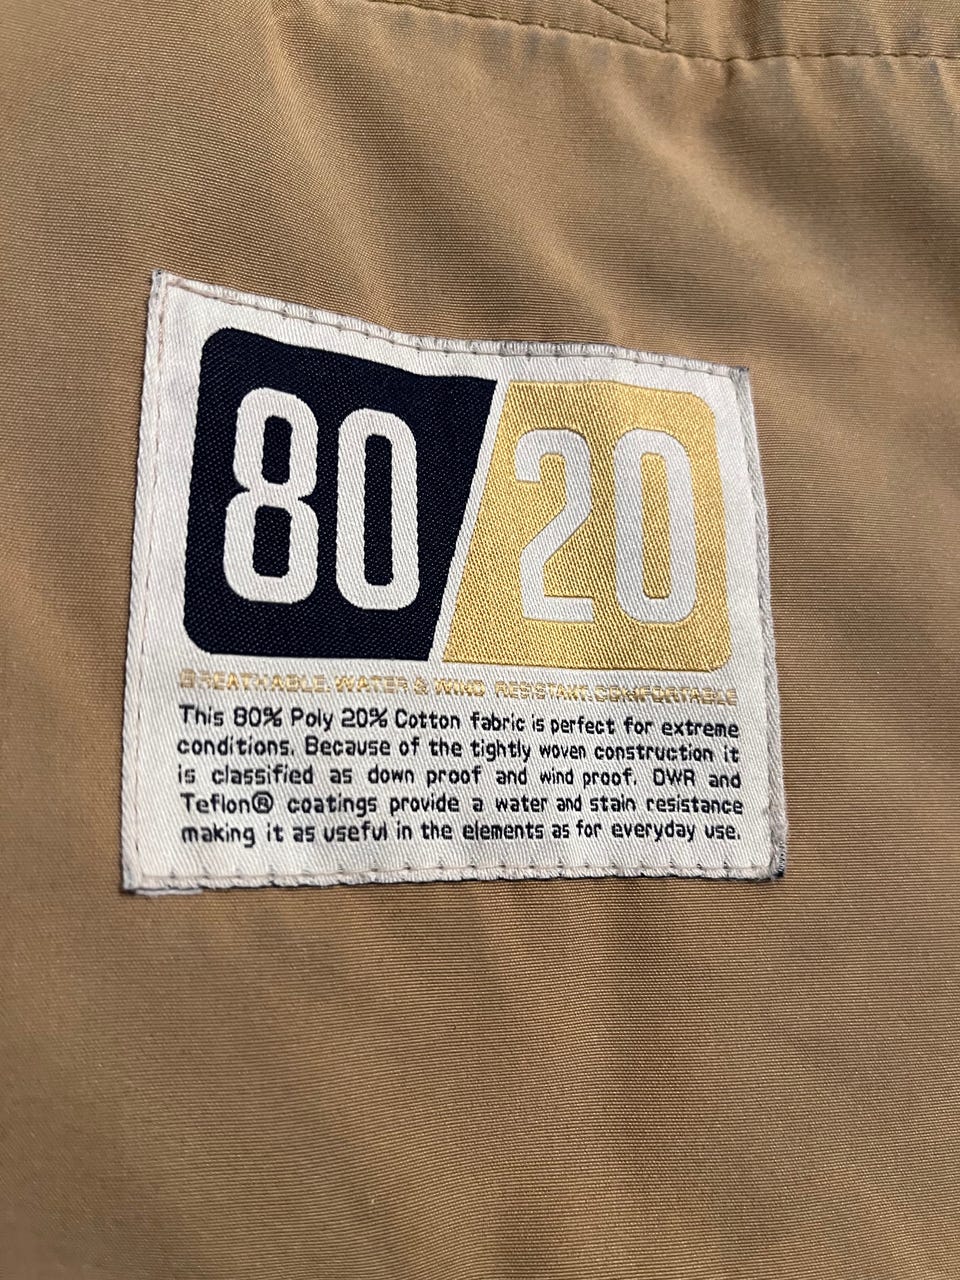 80 20
BREATHABLE. WATER & WIND RESISTANT. COMFORTABLE
This 80% Poly 20% Cotton fabric is perfect for extreme
conditions. Because of the tightly woven construction it
is classified as down proof and wind proof. DWR and
Teflon® coatings provide a water and stain resistance
making it as useful in the elements as for everyday use.